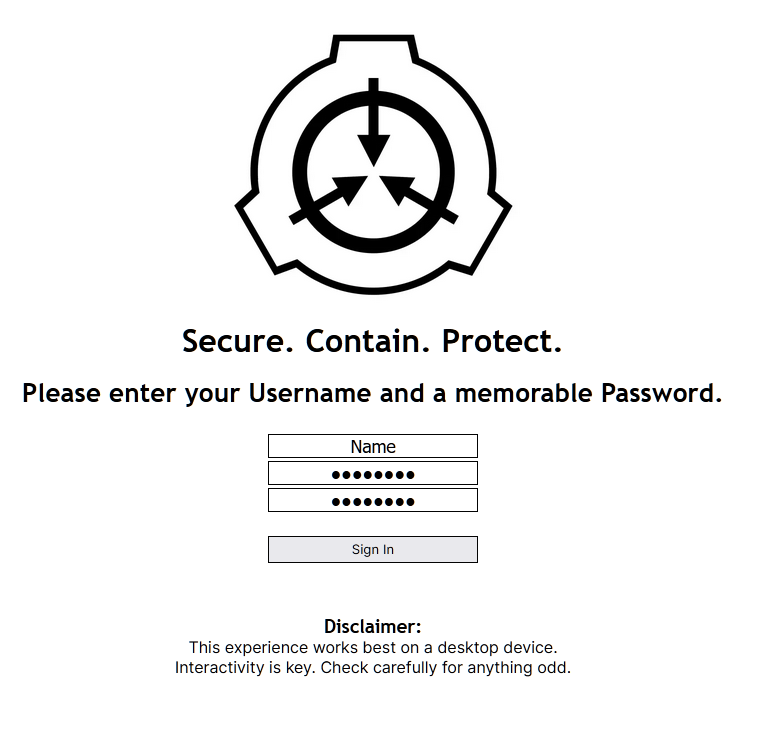 Secure. Contain. Protect.
Please enter your Username and a memorable Password.
Name
●●●●●●●●
●●●●●●●●
Sign In
Disclaimer:
This experience works best on a desktop device.
Interactivity is key. Check carefully for anything odd.